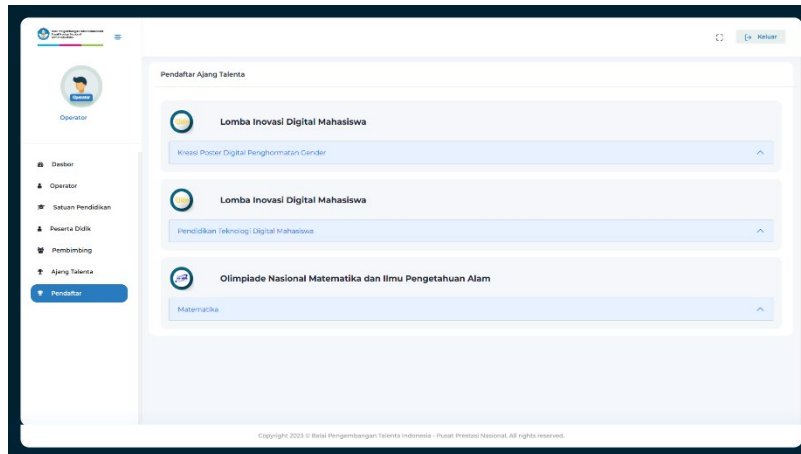 Keluar
Operator
Operator
Dasbor
Operator
Satuan Pendidikan
Peserta Didik
Pembimbing
Ajang Talenta
Pendaftar
Pendaftar Ajang Talenta
Lomba Inovasi Digital Mahasiswa
Kreasi Poster Digital Penghormatan Gender
Lomba Inovasi Digital Mahasiswa
Pendidikan Teknologi Digital Mahasiswa
Olimpiade Nasional Matematika dan Ilmu Pengetahuan Alam
Matematika
Copyright 2023 © Balai Pengembangan Talenta Indonesia - Pusat Prestasi Nasional. All rights reserved.